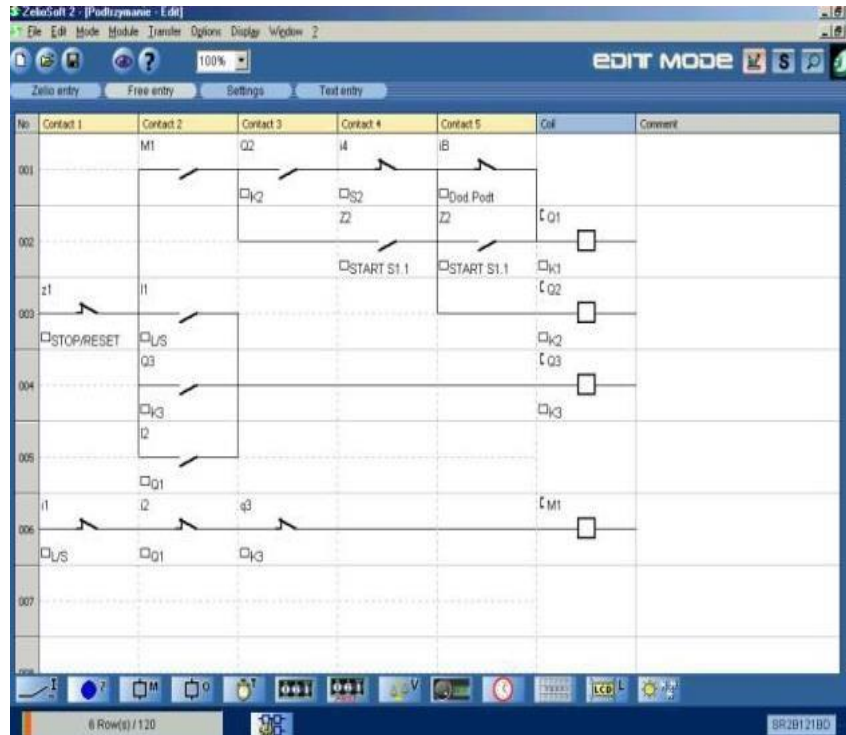 ZelioSoft 2 - [Podtrzymanie - Edit]
File Edit Mode Module Transfer Options Display Window ?
? 100% EDIT MODE S
Zelio entry Free entry Settings Text entry
No Contact 1 Contact 2 Contact 3 Contact 4 Contact 5 Coil Comment
M1 Q2 i4 iB
001
K2 S2 Dod.Podt
Z2 Z2 Q1
002
START S1.1 START S1.1 K1
z1 I1 Q2
003
STOP/RESET L/S K2
Q3 Q3
004
K3 K3
I2
005
Q1
i1 i2 q3 M1
006
L/S Q1 K3
007
I ? M O T V LCD L
6 Row(s) / 120 SR2B121BD